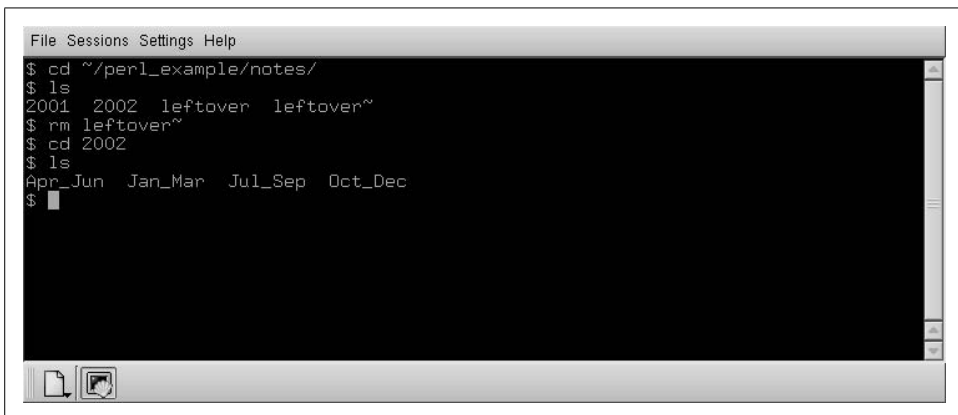 File Sessions Settings Help
$ cd ~/perl_example/notes/
$ ls
2001  2002  leftover  leftover~
$ rm leftover~
$ cd 2002
$ ls
Apr_Jun  Jan_Mar  Jul_Sep  Oct_Dec
$